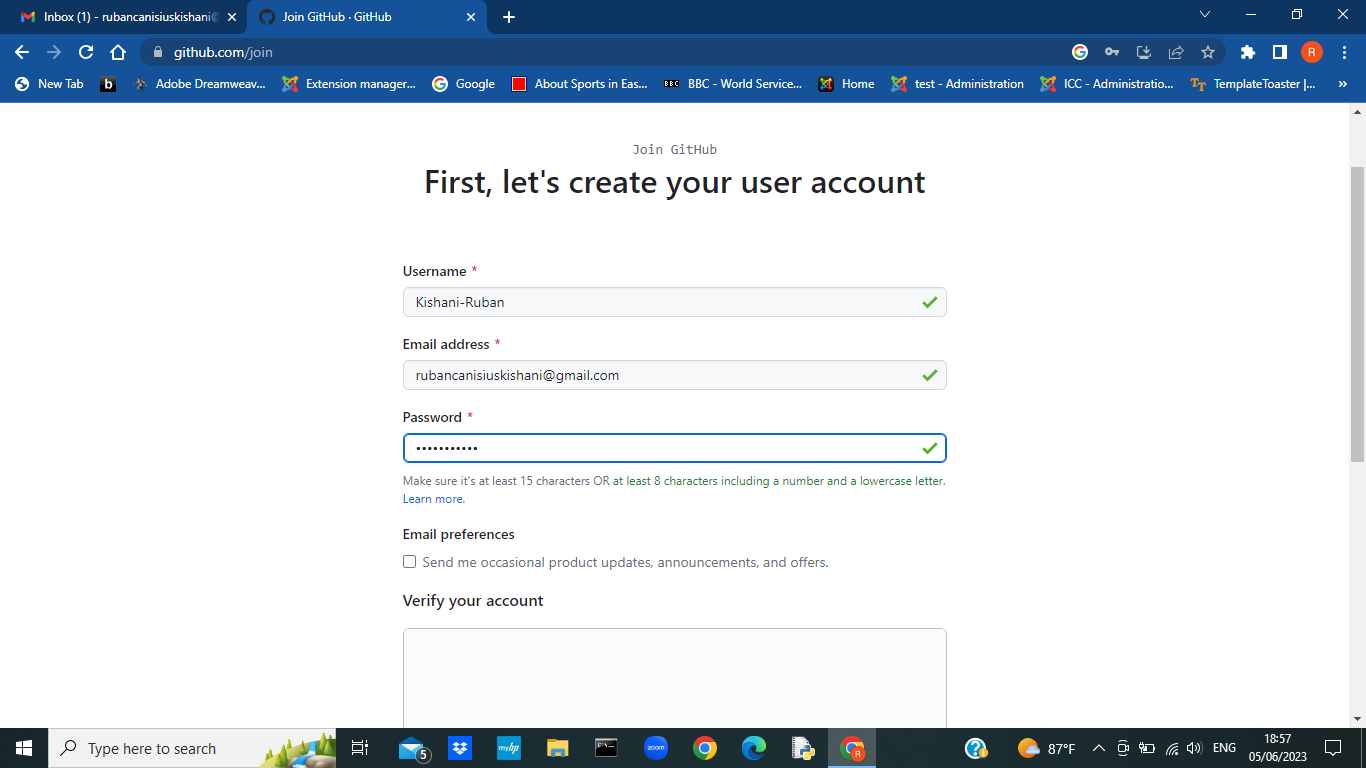 Inbox (1) - rubancanisiuskishani@
Join GitHub · GitHub
github.com/join
R
New Tab
b
Adobe Dreamweav...
Extension manager...
Google
About Sports in Eas...
BBC
BBC - World Service...
Home
test - Administration
ICC - Administratio...
TT
TemplateToaster |...
»
Join GitHub
First, let's create your user account
Username *
Kishani-Ruban
Email address *
rubancanisiuskishani@gmail.com
Password *
•••••••••••
Make sure it's at least 15 characters OR at least 8 characters including a number and a lowercase letter.
Learn more.
Email preferences
Send me occasional product updates, announcements, and offers.
Verify your account
Type here to search
5
myhp
zoom
R
87°F
ENG
18:57
05/06/2023